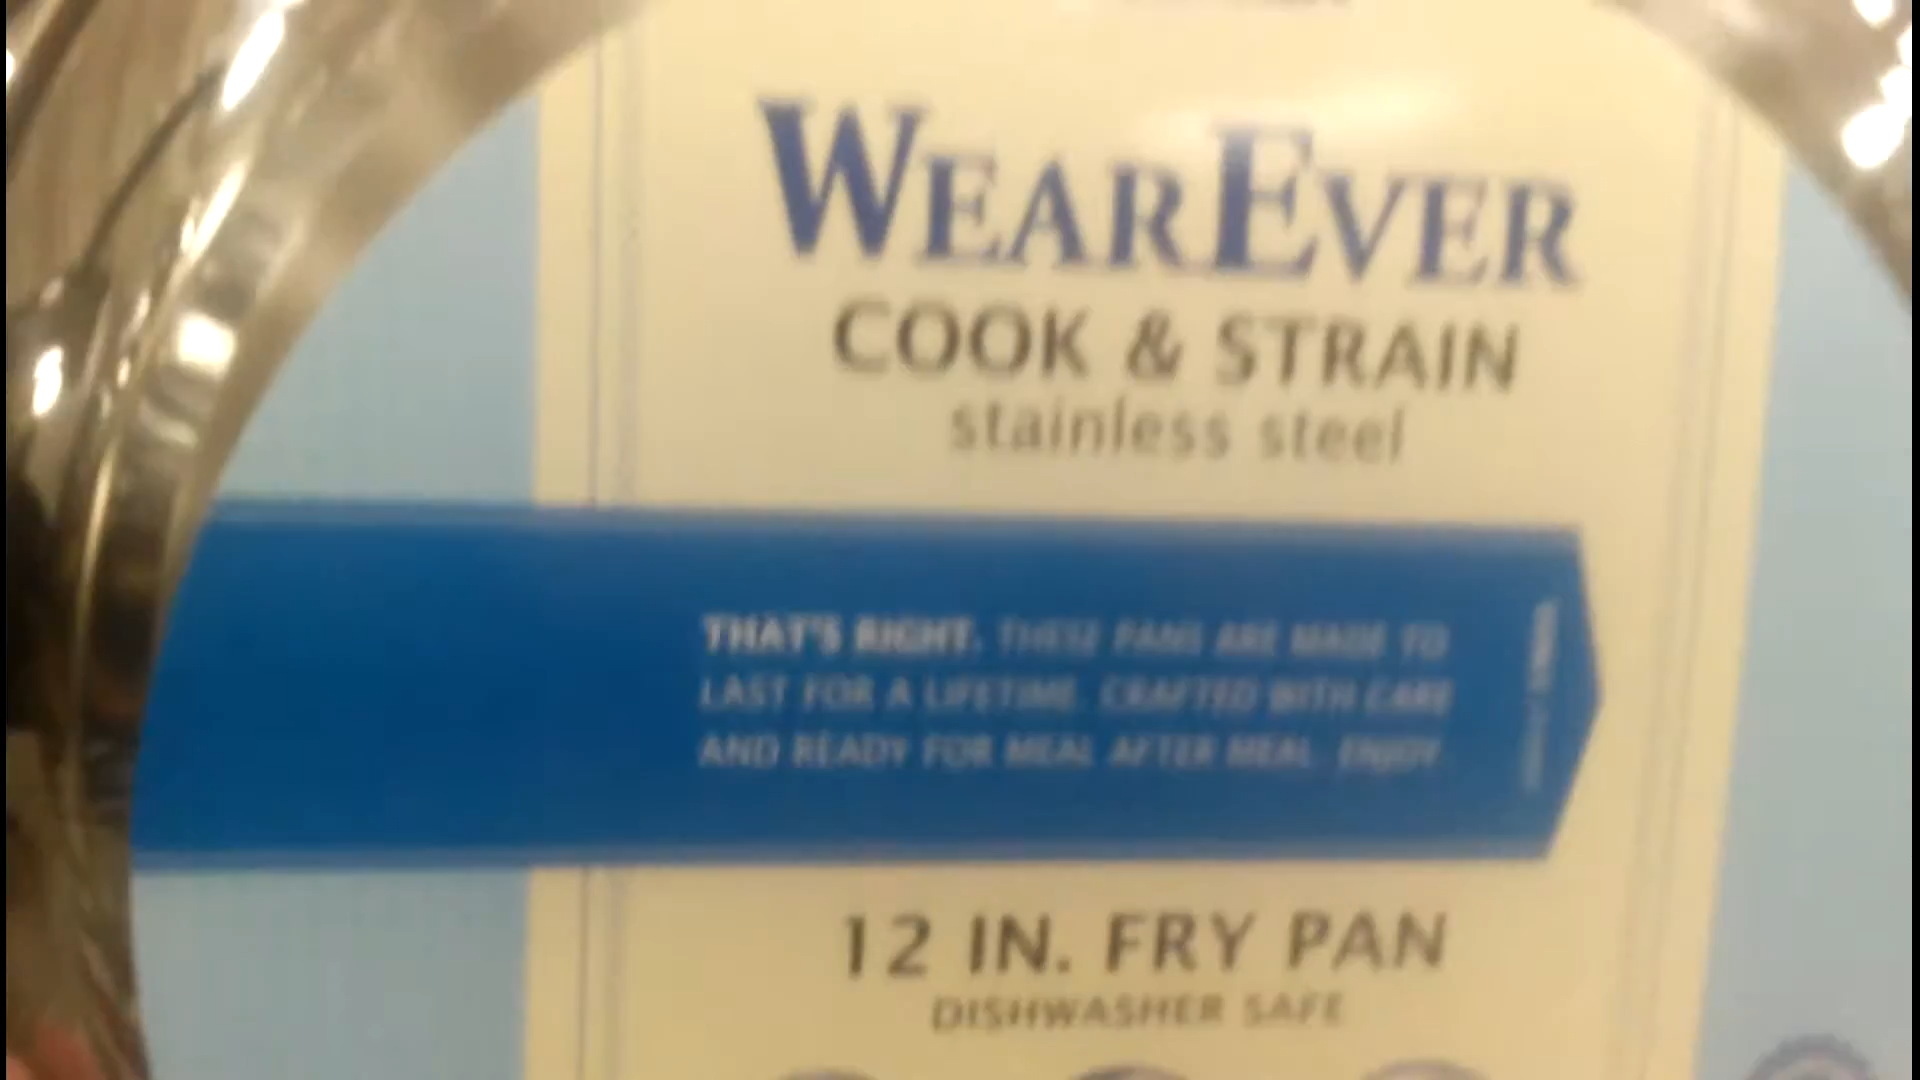 WEAREVER
COOK & STRAIN
stainless steel
THAT'S RIGHT. THESE PANS ARE MADE TO
LAST FOR A LIFETIME. CRAFTED WITH CARE
AND READY FOR MEAL AFTER MEAL. ENJOY.
12 IN. FRY PAN
DISHWASHER SAFE